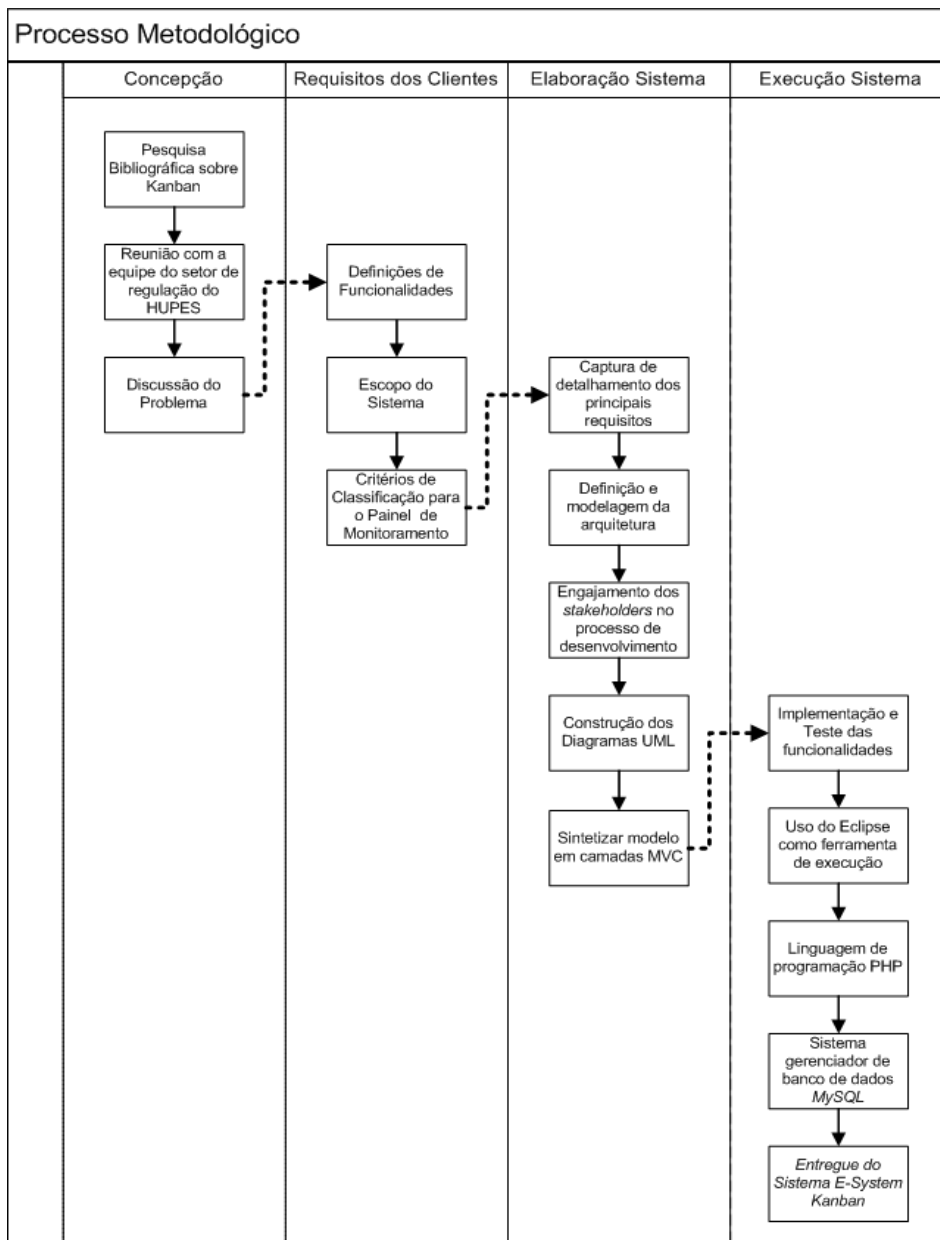 Processo Metodológico
Concepção
Requisitos dos Clientes
Elaboração Sistema
Execução Sistema
Pesquisa
Bibliográfica sobre
Kanban
Reunião com a
equipe do setor de
regulação do
HUPES
Discussão do
Problema
Definições de
Funcionalidades
Escopo do
Sistema
Critérios de
Classificação para
o Painel de
Monitoramento
Captura de
detalhamento dos
principais
requisitos
Definição e
modelagem da
arquitetura
Engajamento dos
stakeholders no
processo de
desenvolvimento
Construção dos
Diagramas UML
Sintetizar modelo
em camadas MVC
Implementação e
Teste das
funcionalidades
Uso do Eclipse
como ferramenta
de execução
Linguagem de
programação PHP
Sistema
gerenciador de
banco de dados
MySQL
Entregue do
Sistema E-System
Kanban